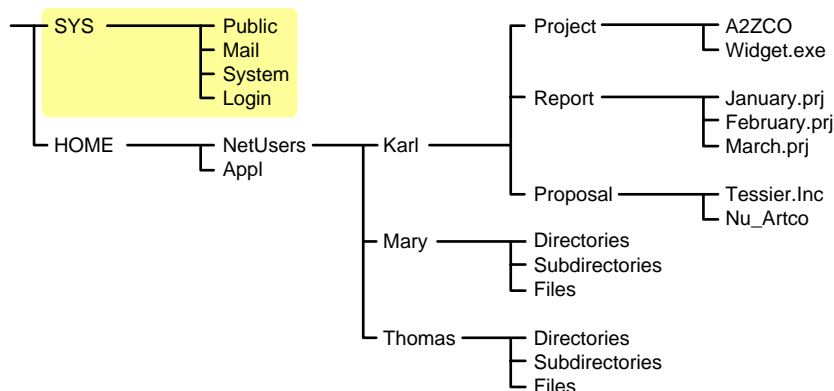 SYS Public Project A2ZCO
Mail Widget.exe
System
Login Report January.prj
February.prj
HOME NetUsers Karl March.prj
Appl
Proposal Tessier.Inc
Nu_Artco
Mary Directories
Subdirectories
Files
Thomas Directories
Subdirectories
Files